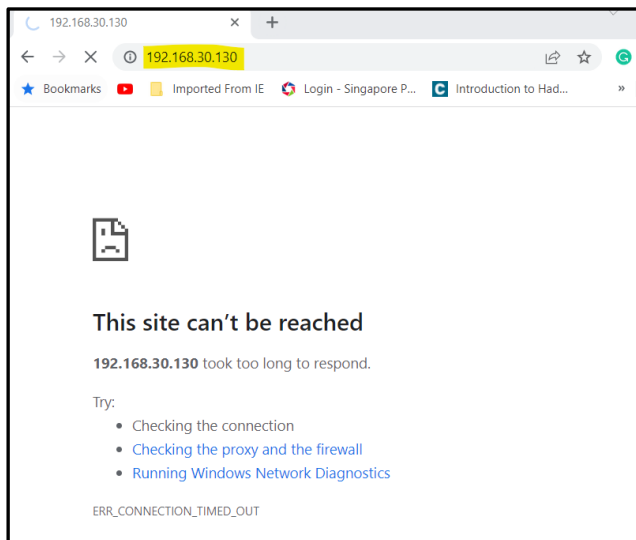 192.168.30.130
192.168.30.130
Bookmarks Imported From IE Login - Singapore P... Introduction to Had... »
This site can't be reached
192.168.30.130 took too long to respond.
Try:
• Checking the connection
• Checking the proxy and the firewall
• Running Windows Network Diagnostics
ERR_CONNECTION_TIMED_OUT